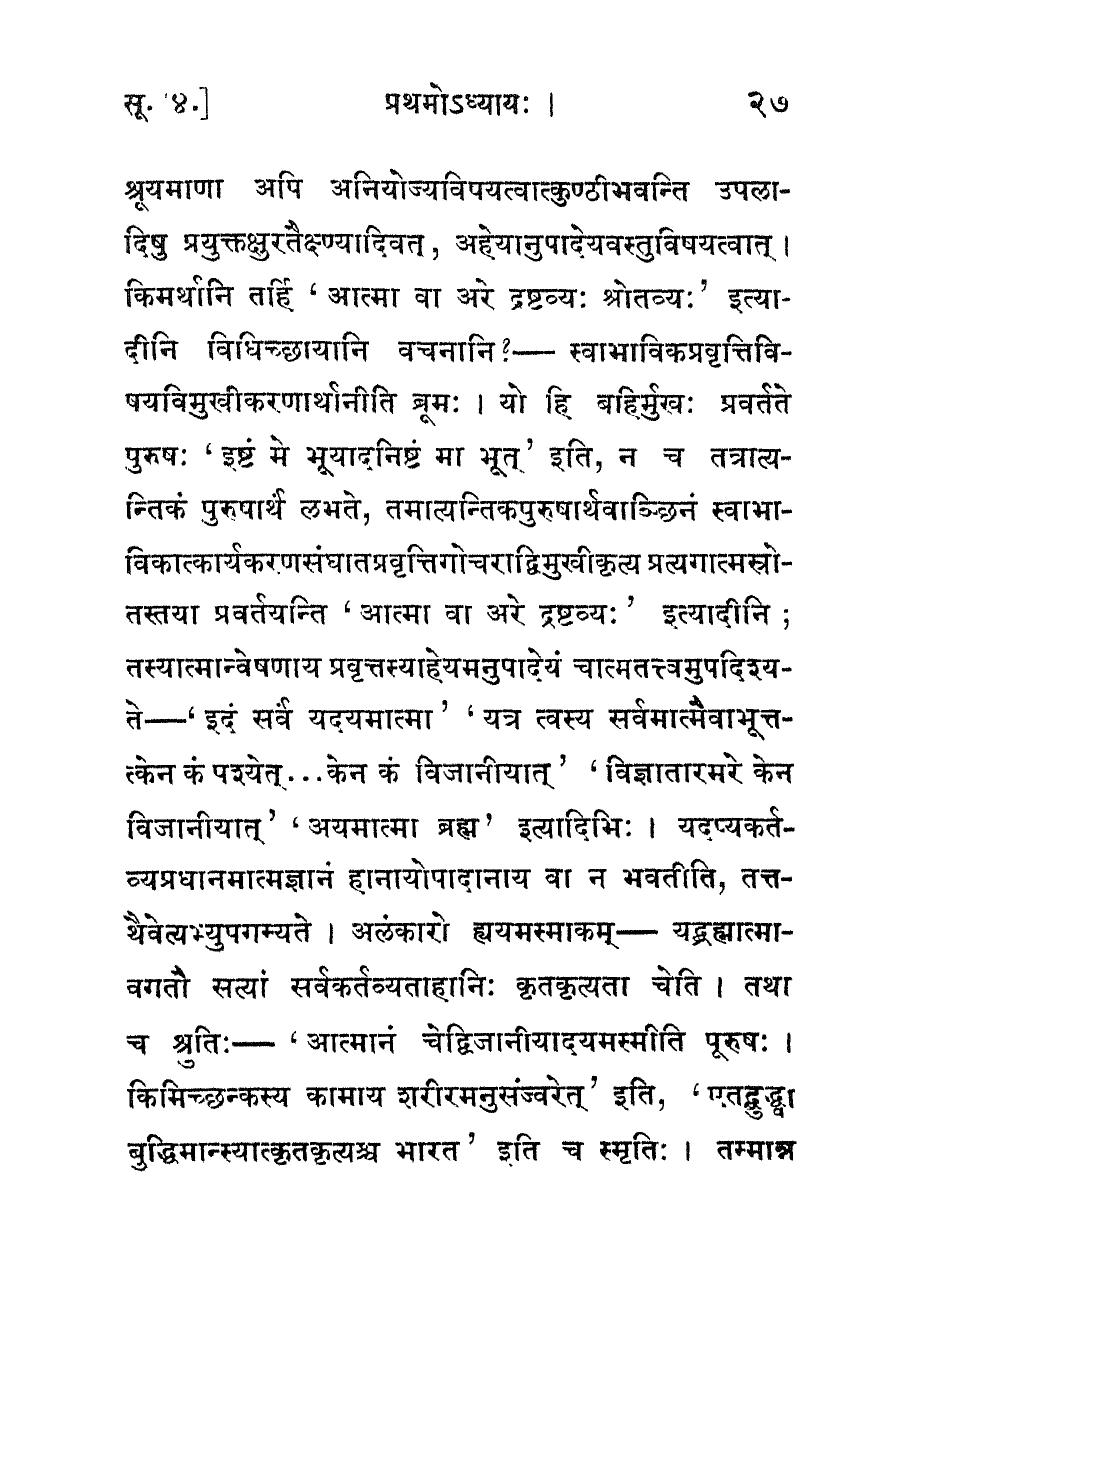 सू. ४.] प्रथमोऽध्यायः । २७
श्रूयमाणा अपि अनियोज्यविषयत्वात्कुण्ठीभवन्ति उपला-
दिषु प्रयुक्तक्षुरतैक्ष्ण्यादिवत्, अहेयानुपादेयवस्तुविषयत्वात् ।
किमर्थानि तर्हि ‘ आत्मा वा अरे द्रष्टव्यः श्रोतव्यः ’ इत्या-
दीनि विधिच्छायानि वचनानि ?— स्वाभाविकप्रवृत्तिवि-
षयविमुखीकरणार्थानीति ब्रूमः । यो हि बहिर्मुखः प्रवर्तते
पुरुषः ‘ इष्टं मे भूयादनिष्टं मा भूत् ’ इति, न च तत्रात्य-
न्तिकं पुरुषार्थं लभते, तमात्यन्तिकपुरुषार्थवाञ्छिनं स्वाभा-
विकात्कार्यकरणसंघातप्रवृत्तिगोचराद्विमुखीकृत्य प्रत्यगात्मस्रो-
तस्तया प्रवर्तयन्ति ‘ आत्मा वा अरे द्रष्टव्यः ’ इत्यादीनि ;
तस्यात्मान्वेषणाय प्रवृत्तस्याहेयमनुपादेयं चात्मतत्त्वमुपदिश्य-
ते—‘ इदं सर्वं यदयमात्मा ’ ‘ यत्र त्वस्य सर्वमात्मैवाभूत्त-
त्केन कं पश्येत्...केन कं विजानीयात् ’ ‘ विज्ञातारमरे केन
विजानीयात् ’ ‘ अयमात्मा ब्रह्म ’ इत्यादिभिः । यदप्यकर्त-
व्यप्रधानमात्मज्ञानं हानायोपादानाय वा न भवतीति, तत्त-
थैवेत्यभ्युपगम्यते । अलंकारो ह्ययमस्माकम्— यद्ब्रह्मात्मा-
वगतौ सत्यां सर्वकर्तव्यताहानिः कृतकृत्यता चेति । तथा
च श्रुतिः— ‘ आत्मानं चेद्विजानीयादयमस्मीति पूरुषः ।
किमिच्छन्कस्य कामाय शरीरमनुसंज्वरेत् ’ इति, ‘ एतद्बुद्ध्वा
बुद्धिमान्स्यात्कृतकृत्यश्च भारत ’ इति च स्मृतिः । तस्मान्न